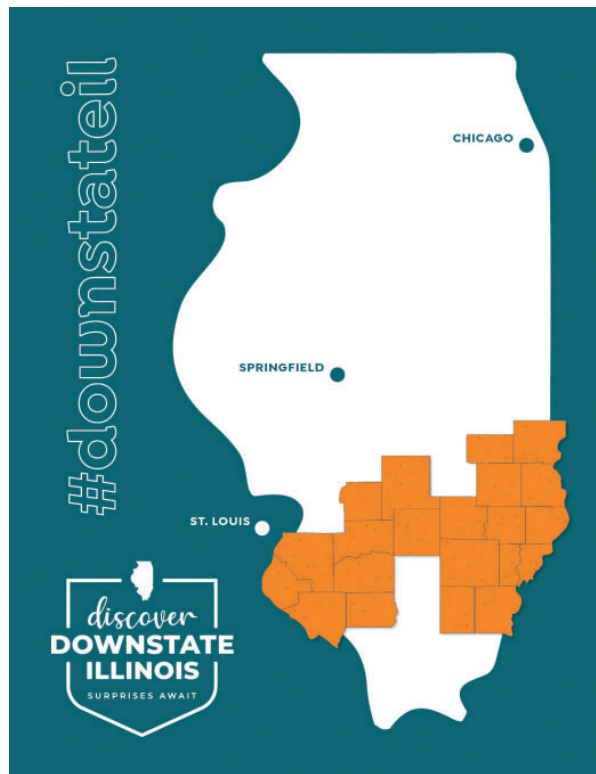 #downstateil
CHICAGO
SPRINGFIELD
ST. LOUIS
discover
DOWNSTATE
ILLINOIS
SURPRISES AWAIT